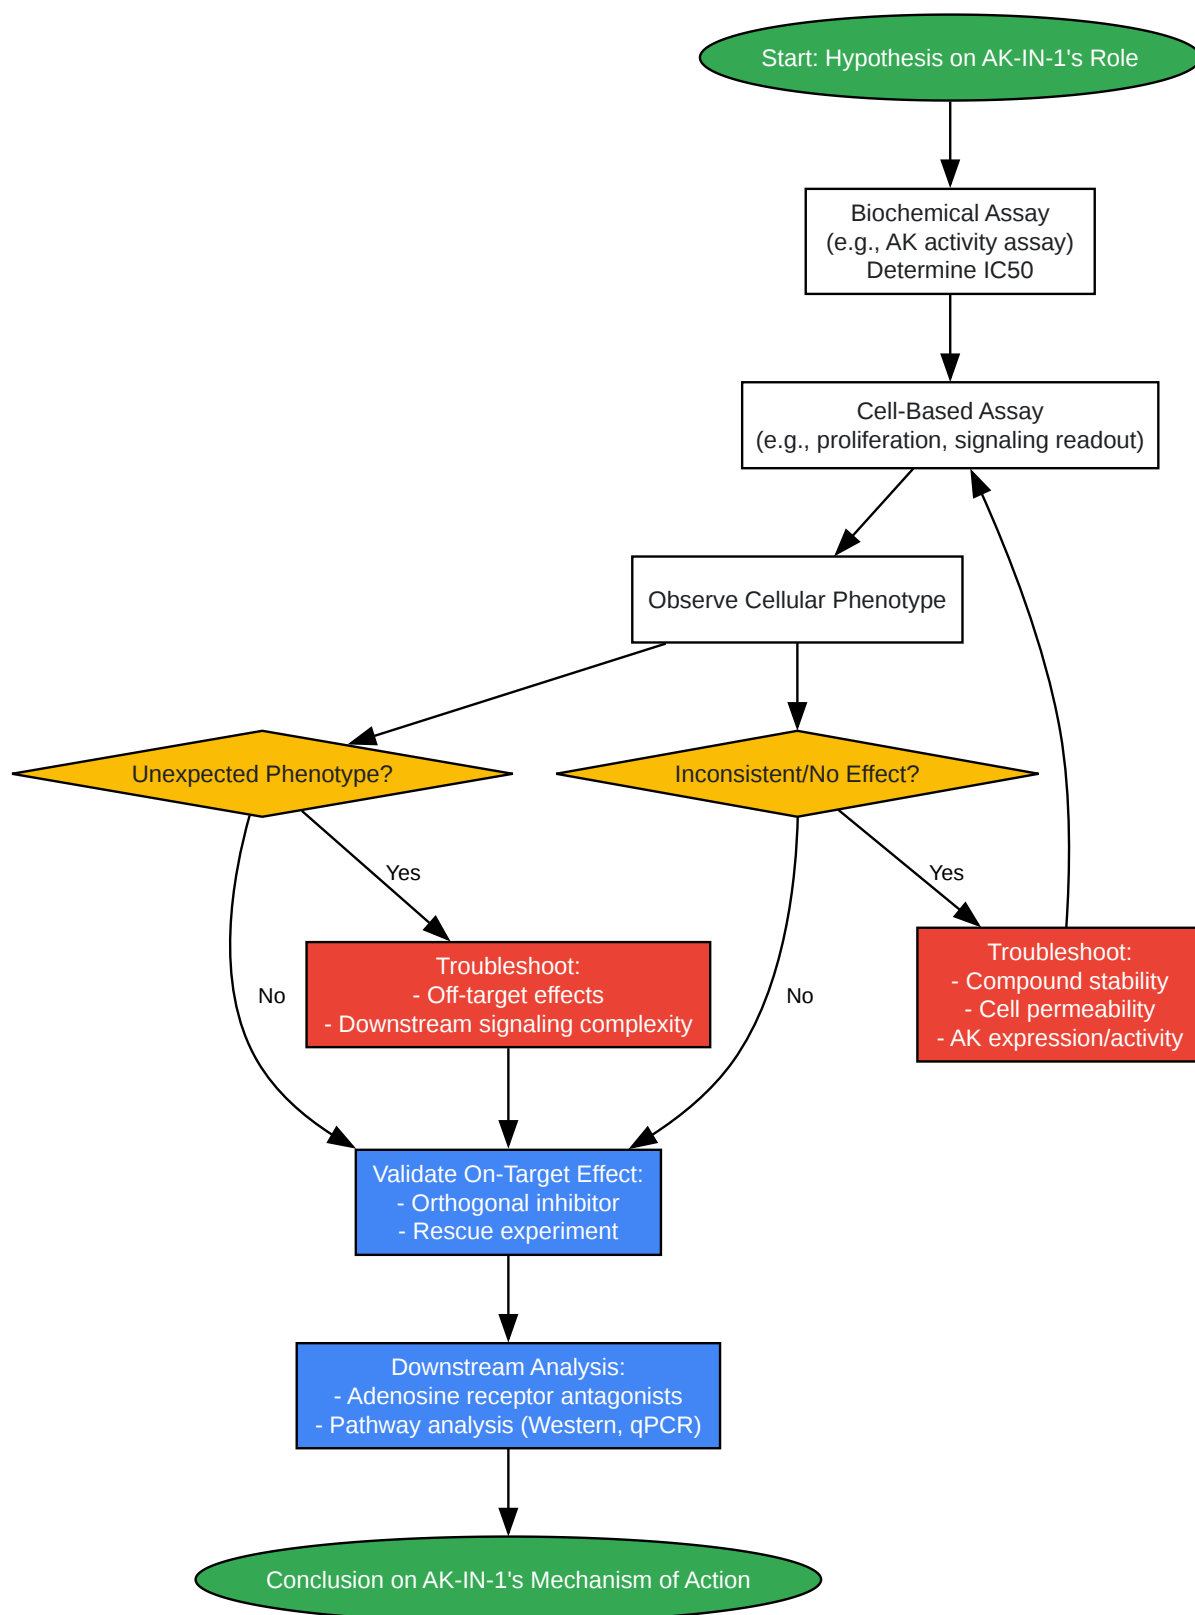 Start: Hypothesis on AK-IN-1's Role
Biochemical Assay
(e.g., AK activity assay)
Determine IC50
Cell-Based Assay
(e.g., proliferation, signaling readout)
Observe Cellular Phenotype
Unexpected Phenotype?
Inconsistent/No Effect?
Yes
Yes
Troubleshoot:
- Off-target effects
- Downstream signaling complexity
Troubleshoot:
- Compound stability
- Cell permeability
- AK expression/activity
No
No
Validate On-Target Effect:
- Orthogonal inhibitor
- Rescue experiment
Downstream Analysis:
- Adenosine receptor antagonists
- Pathway analysis (Western, qPCR)
Conclusion on AK-IN-1's Mechanism of Action